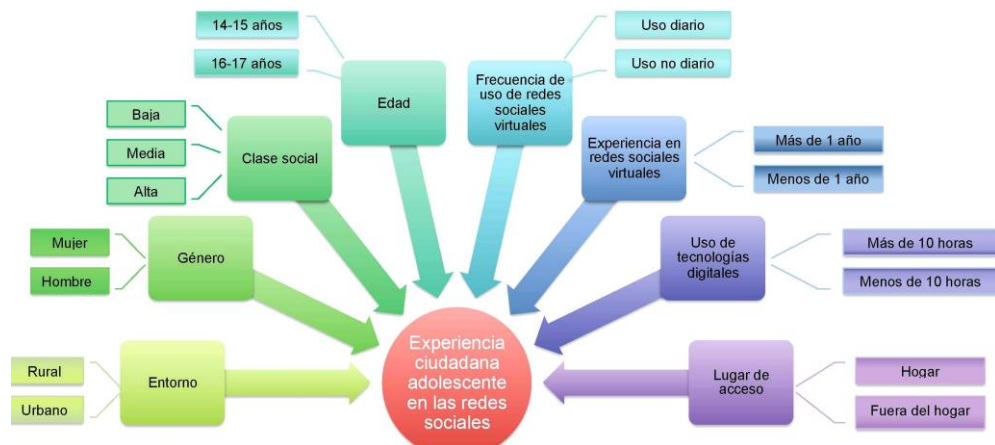 14-15 años
16-17 años
Edad
Uso diario
Uso no diario
Frecuencia de
uso de redes
sociales
virtuales
Baja
Media
Alta
Clase social
Experiencia en
redes sociales
virtuales
Más de 1 año
Menos de 1 año
Mujer
Hombre
Género
Uso de
tecnologías
digitales
Más de 10 horas
Menos de 10 horas
Rural
Urbano
Entorno
Experiencia
ciudadana
adolescente
en las redes
sociales
Lugar de
acceso
Hogar
Fuera del hogar